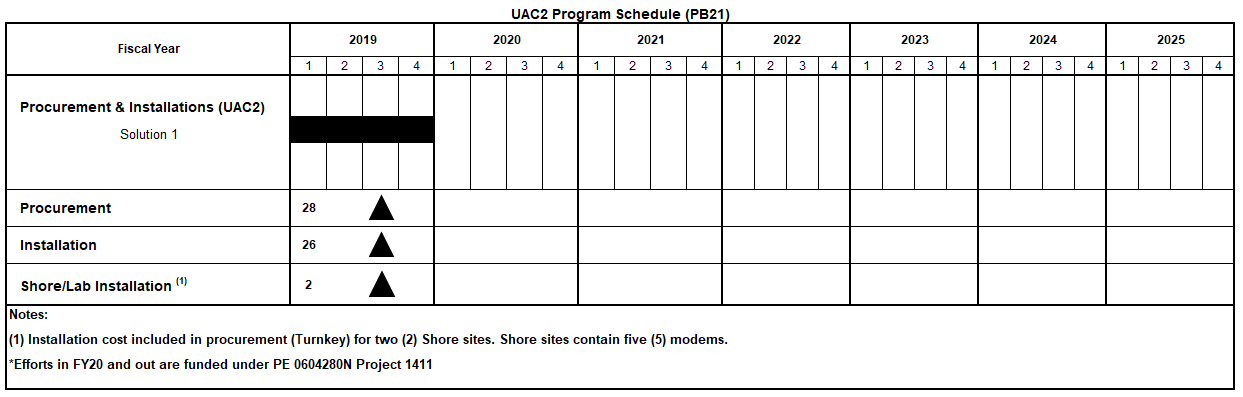 UAC2 Program Schedule (PB21)
Fiscal Year 2019 2020 2021 2022 2023 2024 2025
1 2 3 4 1 2 3 4 1 2 3 4 1 2 3 4 1 2 3 4 1 2 3 4 1 2 3 4
Procurement & Installations (UAC2)
Solution 1
Procurement 28
Installation 26
Shore/Lab Installation (1) 2
Notes:
(1) Installation cost included in procurement (Turnkey) for two (2) Shore sites. Shore sites contain five (5) modems.
*Efforts in FY20 and out are funded under PE 0604280N Project 1411